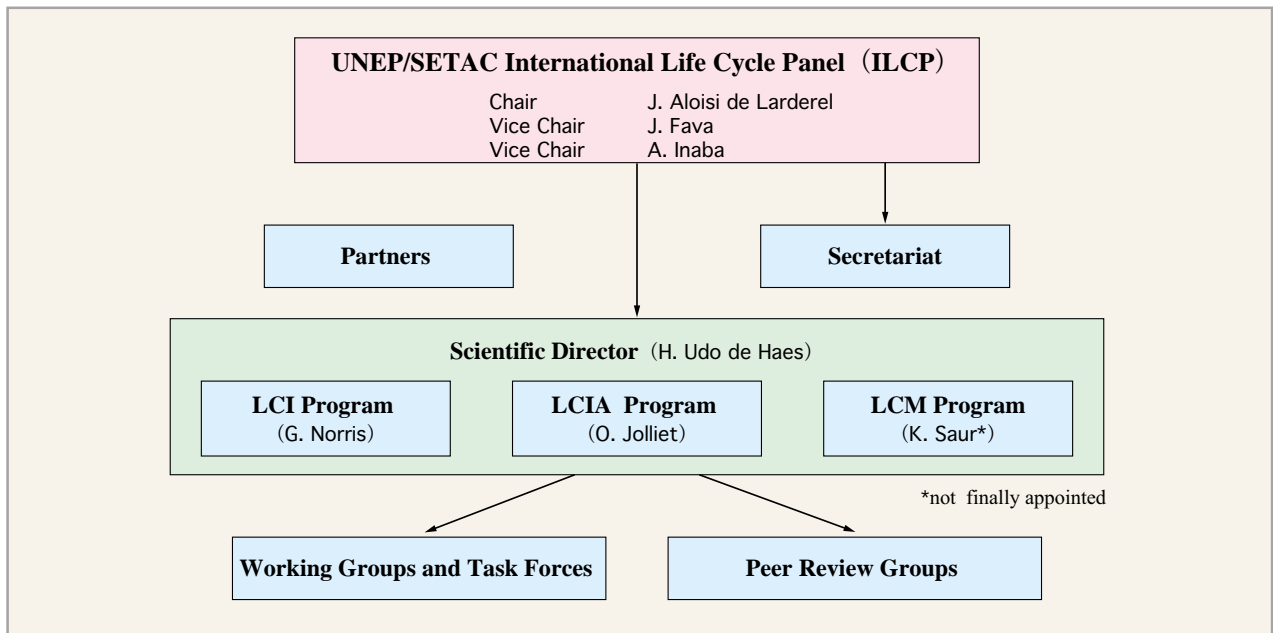 UNEP/SETAC International Life Cycle Panel（ILCP）
Chair J. Aloisi de Larderel
Vice Chair J. Fava
Vice Chair A. Inaba
Partners
Secretariat
Scientific Director（H. Udo de Haes）
LCI Program
（G. Norris）
LCIA Program
（O. Jolliet）
LCM Program
（K. Saur*）
*not finally appointed
Working Groups and Task Forces
Peer Review Groups